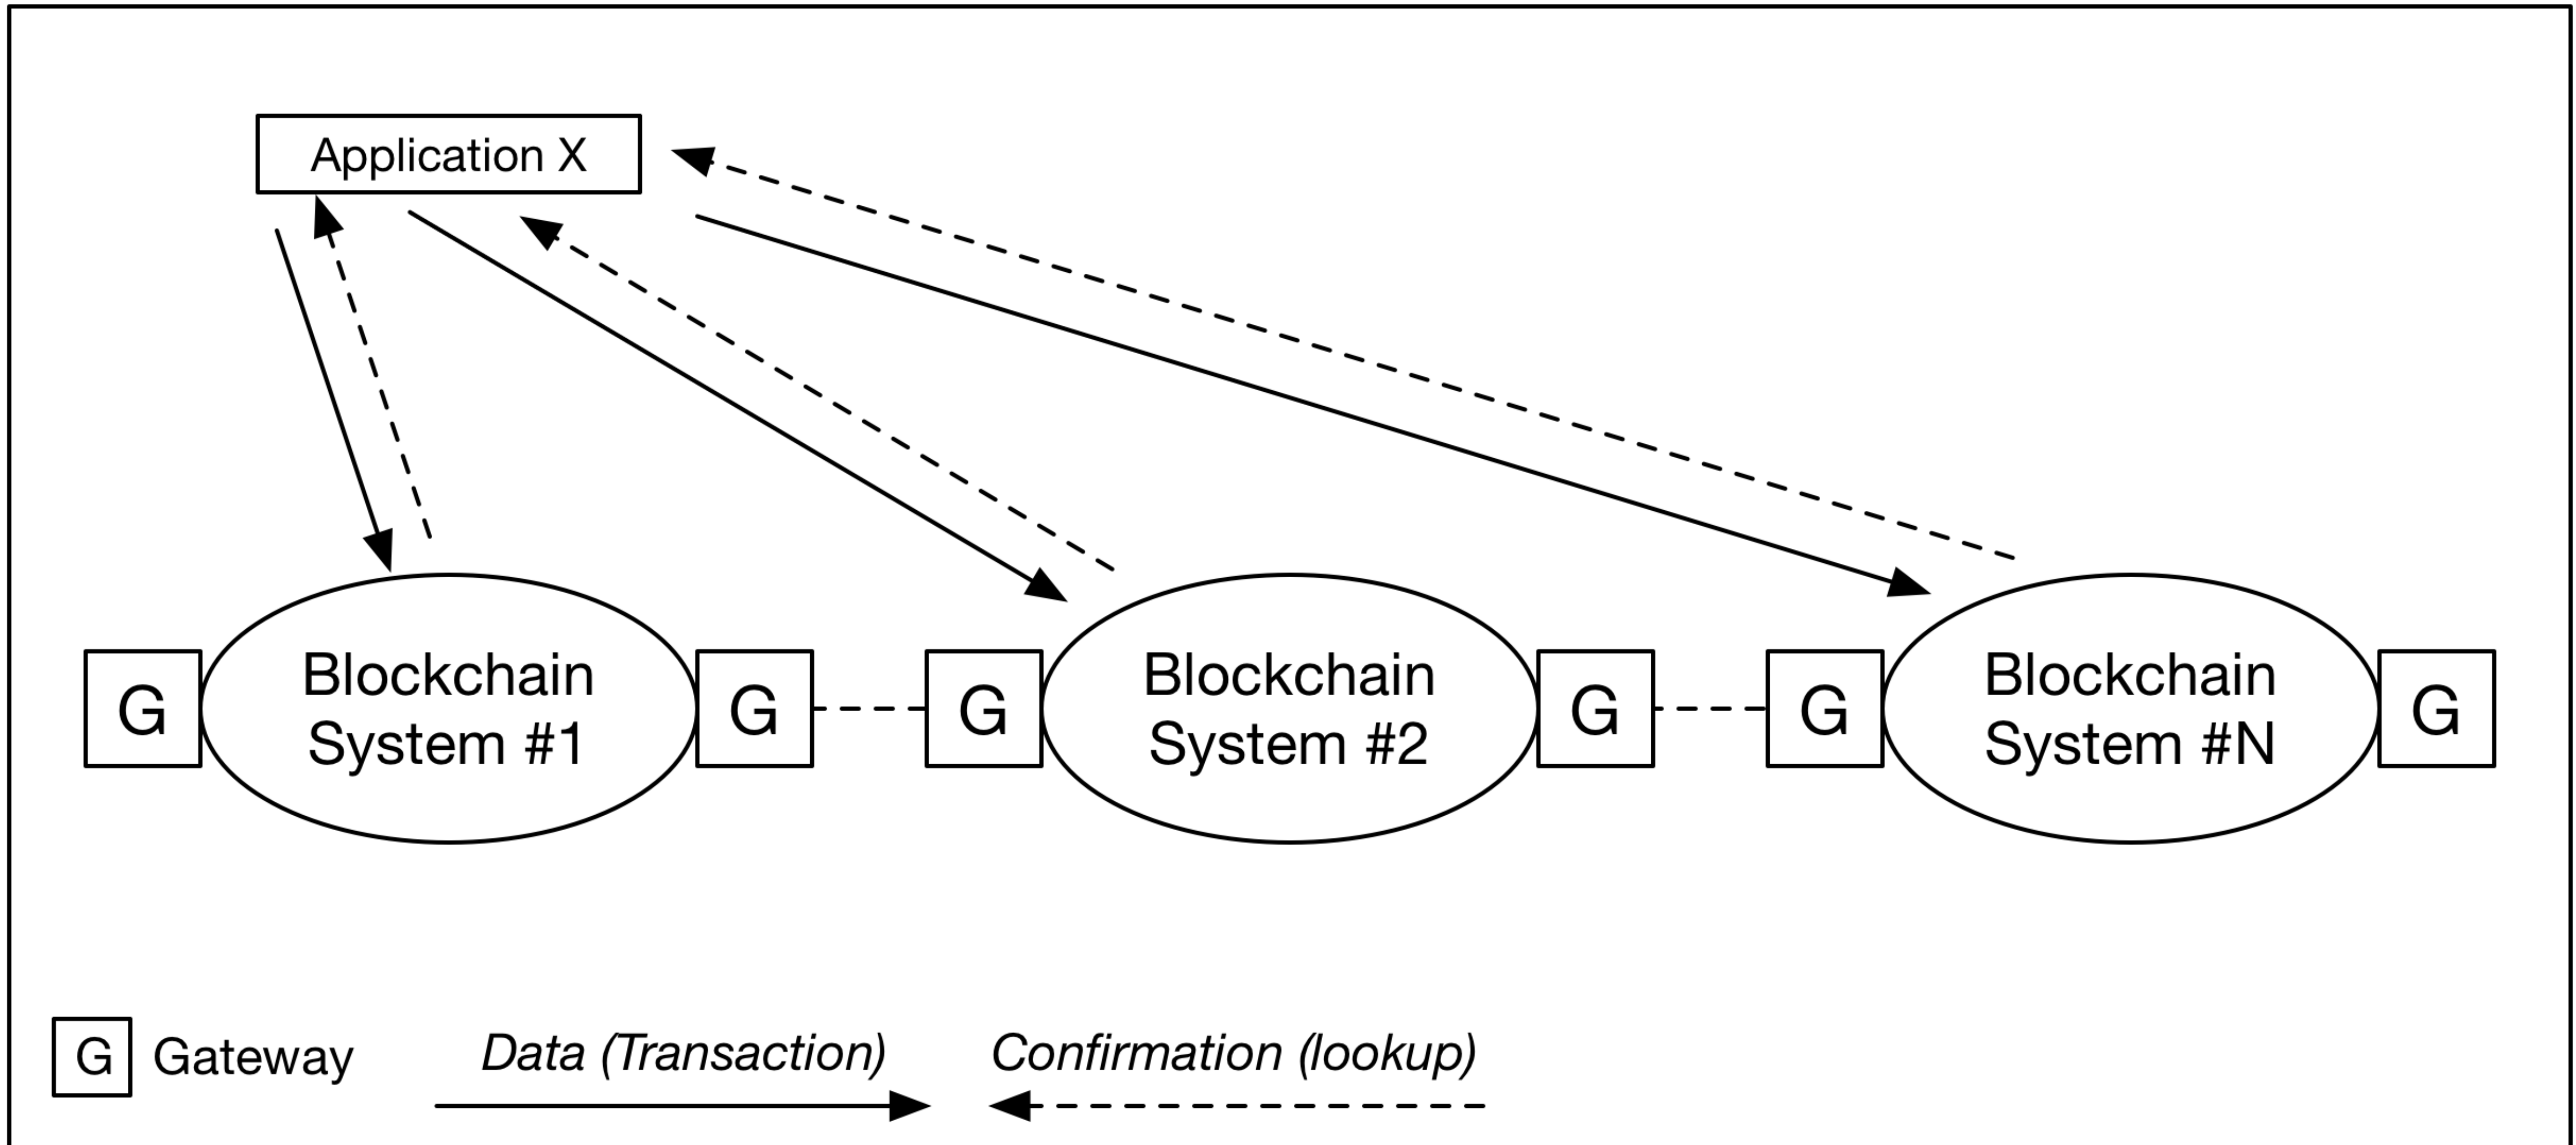 Application X
G
Blockchain
System #1
G
G
Blockchain
System #2
G
G
Blockchain
System #N
G
G Gateway
Data (Transaction)
Confirmation (lookup)